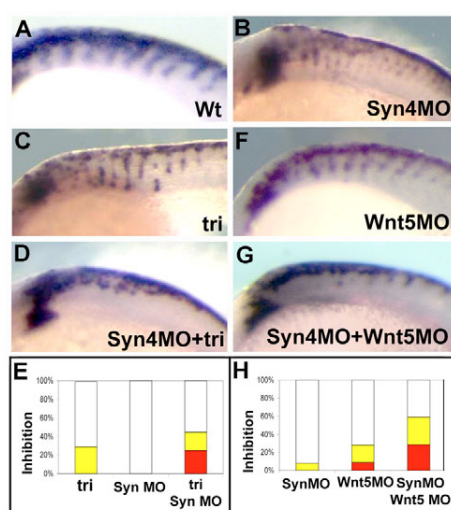 A
Wt
B
Syn4MO
C
tri
F
Wnt5MO
D
Syn4MO+tri
G
Syn4MO+Wnt5MO
E
Inhibition
100%
80%
60%
40%
20%
0%
tri
Syn MO
tri
Syn MO
H
Inhibition
100%
80%
60%
40%
20%
0%
SynMO
Wnt5MO
SynMO
Wnt5 MO